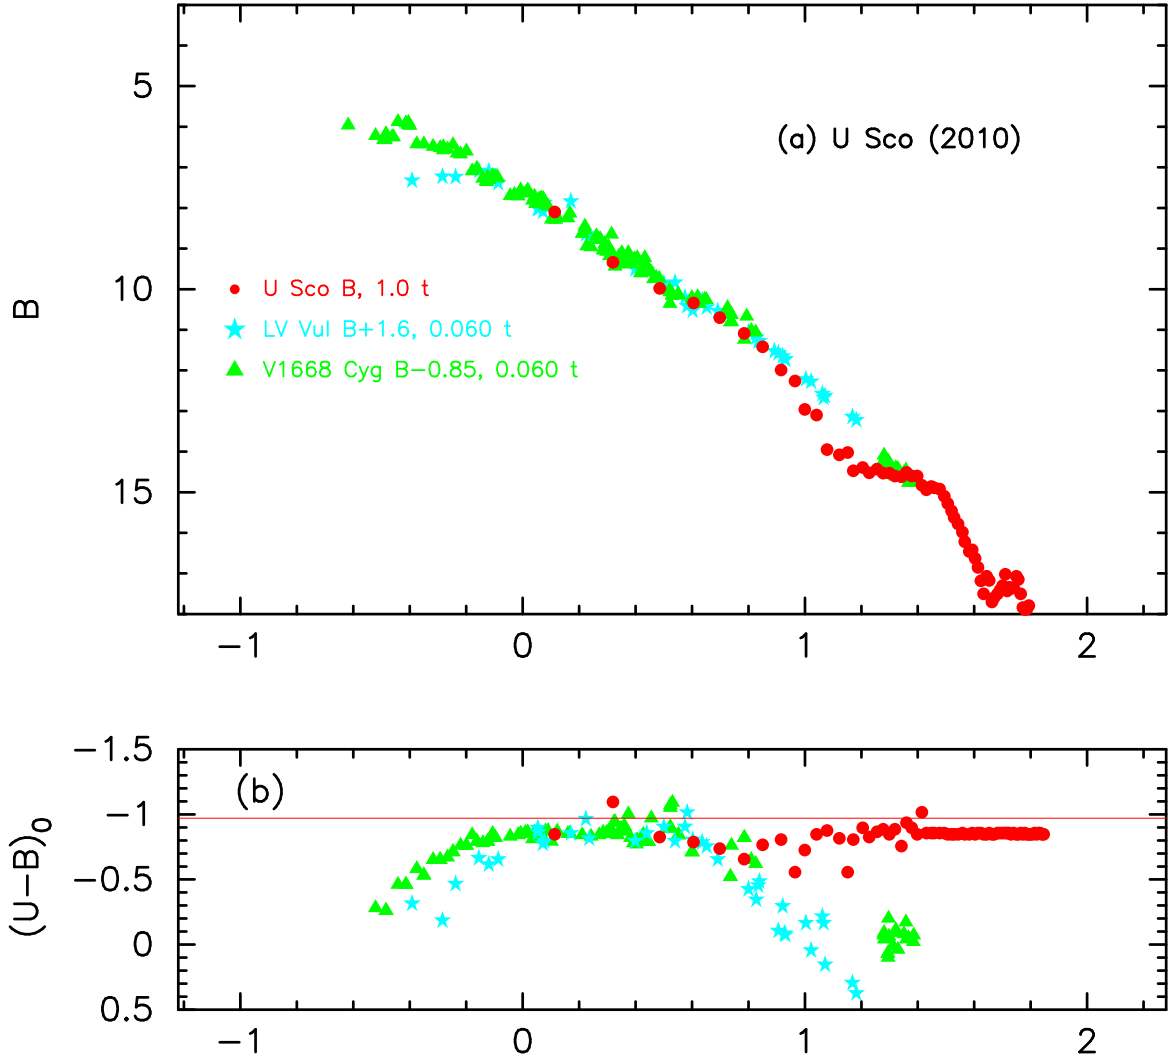 5
(a) U Sco (2010)
B
10
U Sco B, 1.0 t
LV Vul B+1.6, 0.060 t
V1668 Cyg B−0.85, 0.060 t
15
−1 0 1 2
−1.5
(b)
−1
(U−B)0
−0.5
0
0.5
−1 0 1 2